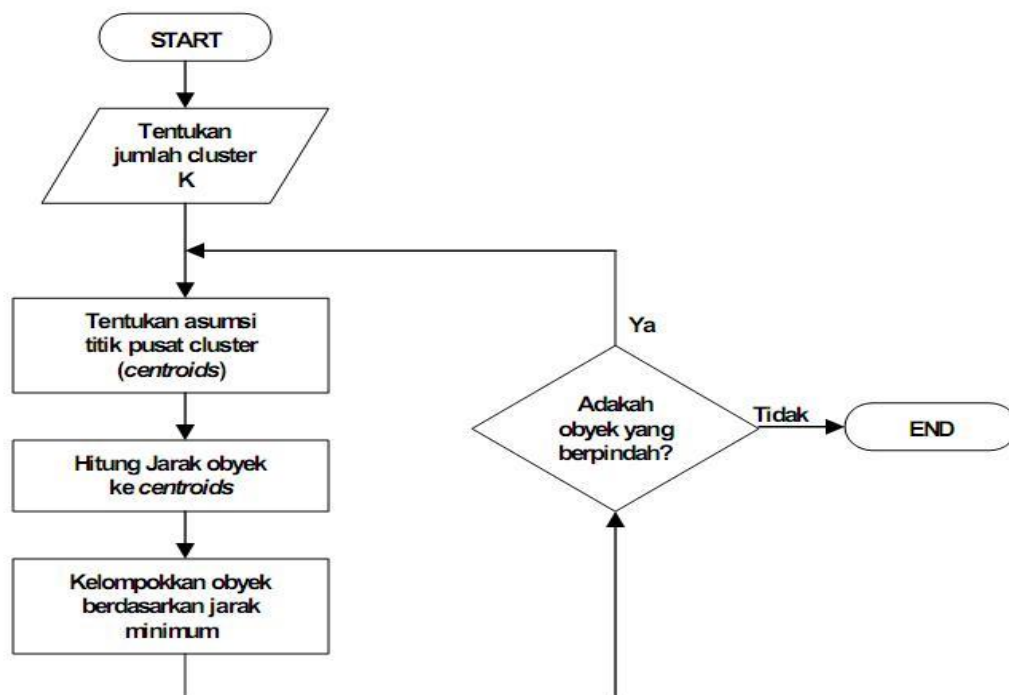 START
Tentukan
jumlah cluster
K
Tentukan asumsi
titik pusat cluster
(centroids)
Hitung Jarak obyek
ke centroids
Kelompokkan obyek
berdasarkan jarak
minimum
Ya
Adakah
obyek yang
berpindah?
Tidak
END